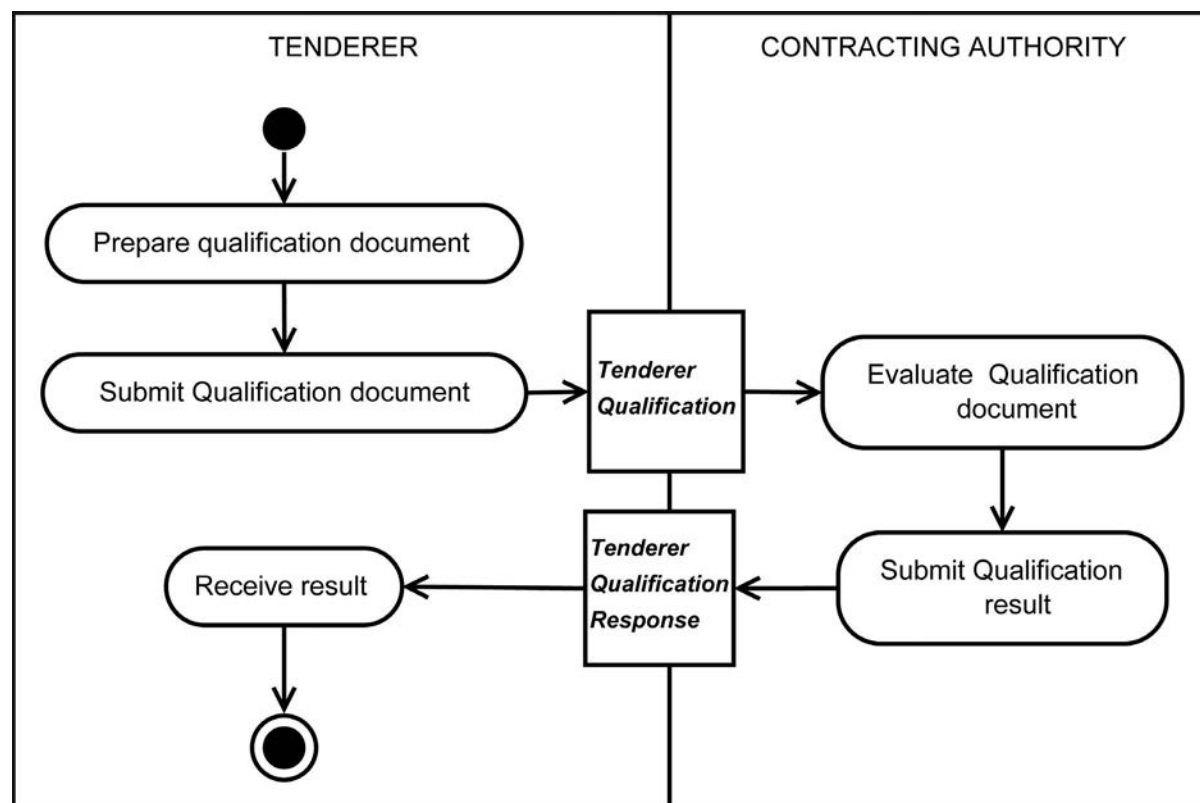 TENDERER
CONTRACTING AUTHORITY
Prepare qualification document
Submit Qualification document
Tenderer
Qualification
Evaluate  Qualification
document
Receive result
Tenderer
Qualification
Response
Submit Qualification
result